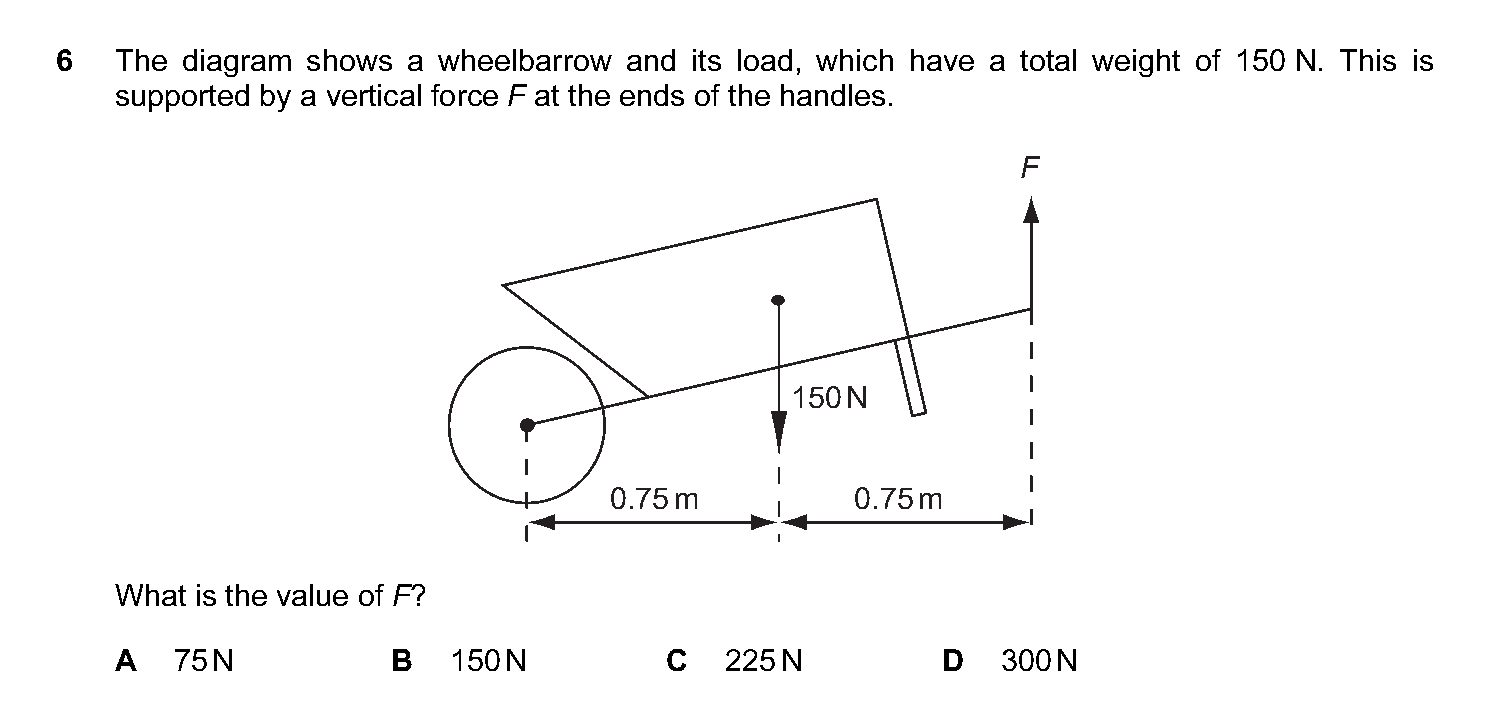 6 The diagram shows a wheelbarrow and its load, which have a total weight of 150 N. This is
supported by a vertical force F at the ends of the handles.
F
150 N
0.75 m 0.75 m
What is the value of F?
A 75 N B 150 N C 225 N D 300 N